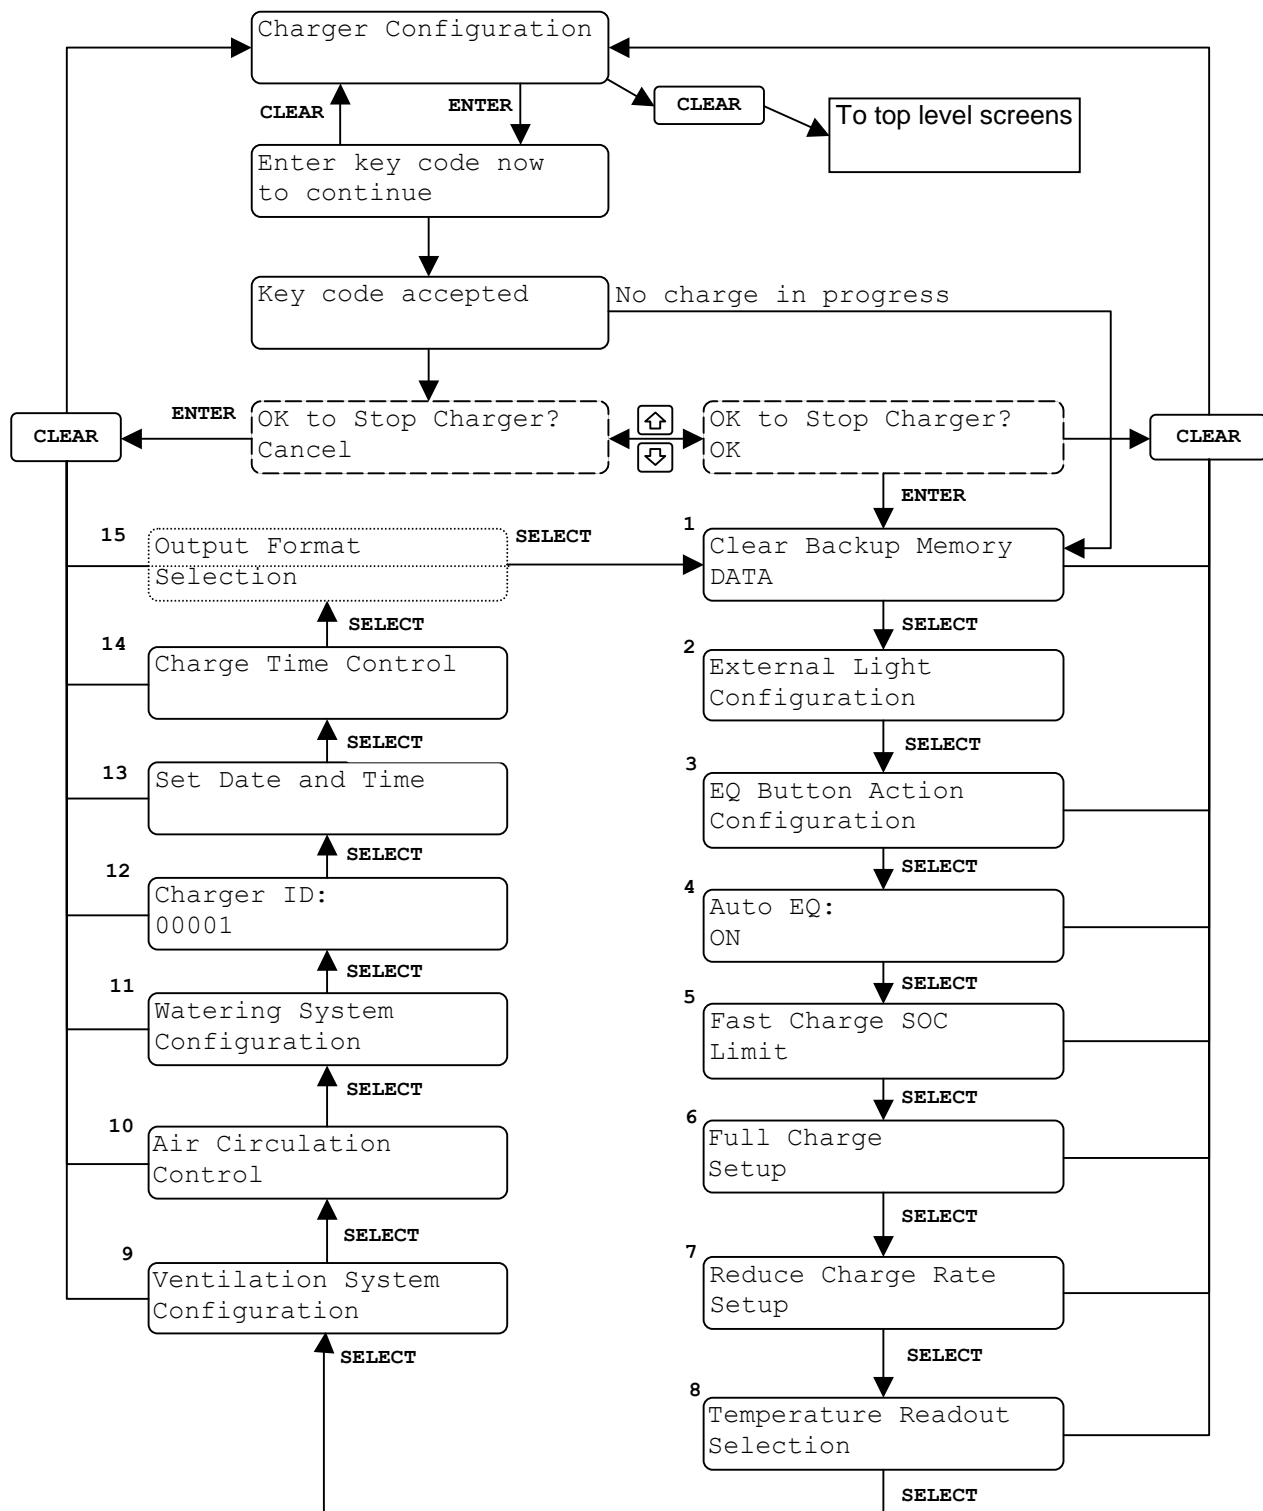 Charger Configuration
CLEAR
ENTER
CLEAR
To top level screens
Enter key code now
to continue
Key code accepted
No charge in progress
ENTER
OK to Stop Charger?
Cancel
OK to Stop Charger?
OK
CLEAR
CLEAR
ENTER
15
Output Format
Selection
SELECT
1
Clear Backup Memory
DATA
SELECT
SELECT
14
Charge Time Control
2
External Light
Configuration
SELECT
SELECT
13
Set Date and Time
3
EQ Button Action
Configuration
SELECT
SELECT
12
Charger ID:
00001
4
Auto EQ:
ON
SELECT
SELECT
11
Watering System
Configuration
5
Fast Charge SOC
Limit
SELECT
SELECT
10
Air Circulation
Control
6
Full Charge
Setup
SELECT
SELECT
9
Ventilation System
Configuration
7
Reduce Charge Rate
Setup
SELECT
SELECT
8
Temperature Readout
Selection
SELECT